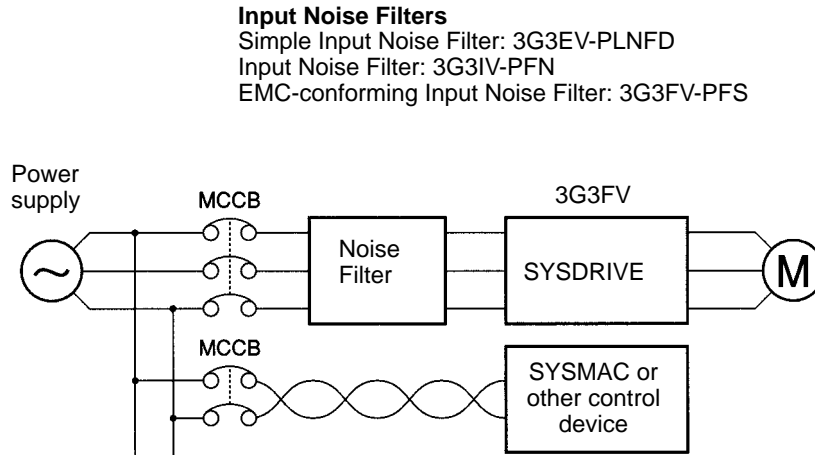 Input Noise Filters
Simple Input Noise Filter: 3G3EV-PLNFD
Input Noise Filter: 3G3IV-PFN
EMC-conforming Input Noise Filter: 3G3FV-PFS
Power
supply
MCCB
3G3FV
Noise
Filter
SYSDRIVE
M
MCCB
SYSMAC or
other control
device